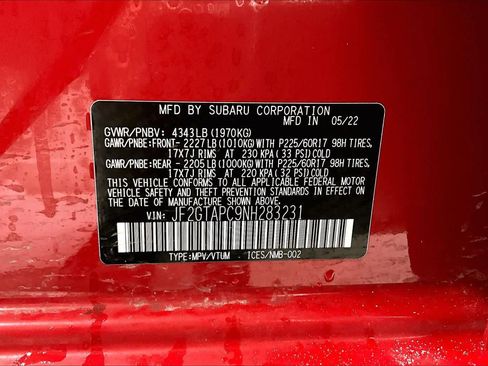 MFD BY SUBARU CORPORATION
MFD. IN 05/22
GVWR/PNBV: 4343LB(1970KG)
GAWR/PNBE:FRONT- 2227LB(1010KG)WITH P225/60R17 98H TIRES,
17X7J RIMS AT 230 KPA(33 PSI)COLD
GAWR/PNBE:REAR - 2205LB(1000KG)WITH P225/60R17 98H TIRES,
17X7J RIMS AT 220 KPA(32 PSI)COLD
THIS VEHICLE CONFORMS TO ALL APPLICABLE FEDERAL MOTOR
VEHICLE SAFETY AND THEFT PREVENTION STANDARDS IN EFFECT ON
THE DATE OF MANUFACTURE SHOWN ABOVE.
VIN: JF2GTAPC9NH283231
TYPE:MPV/VTUM ICES/NMB-002